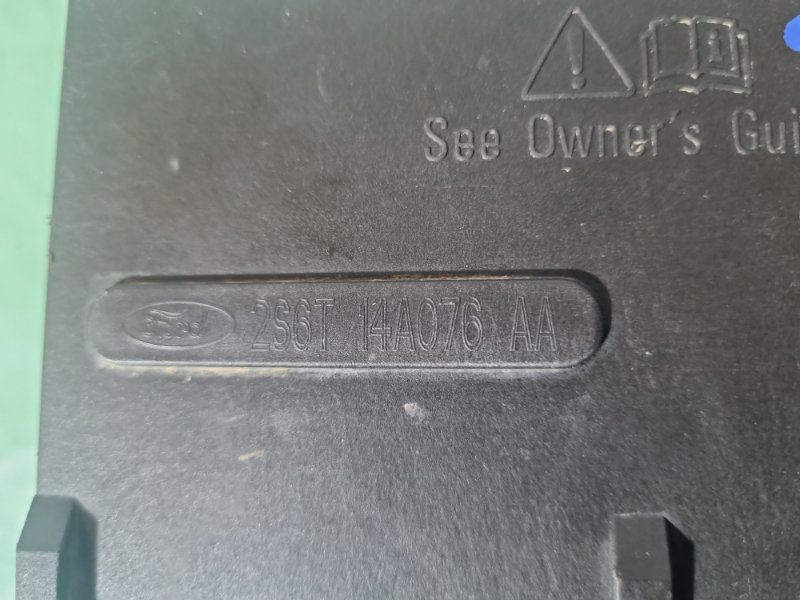 See Owner's Gui
Ford 2S6T 14A076 AA